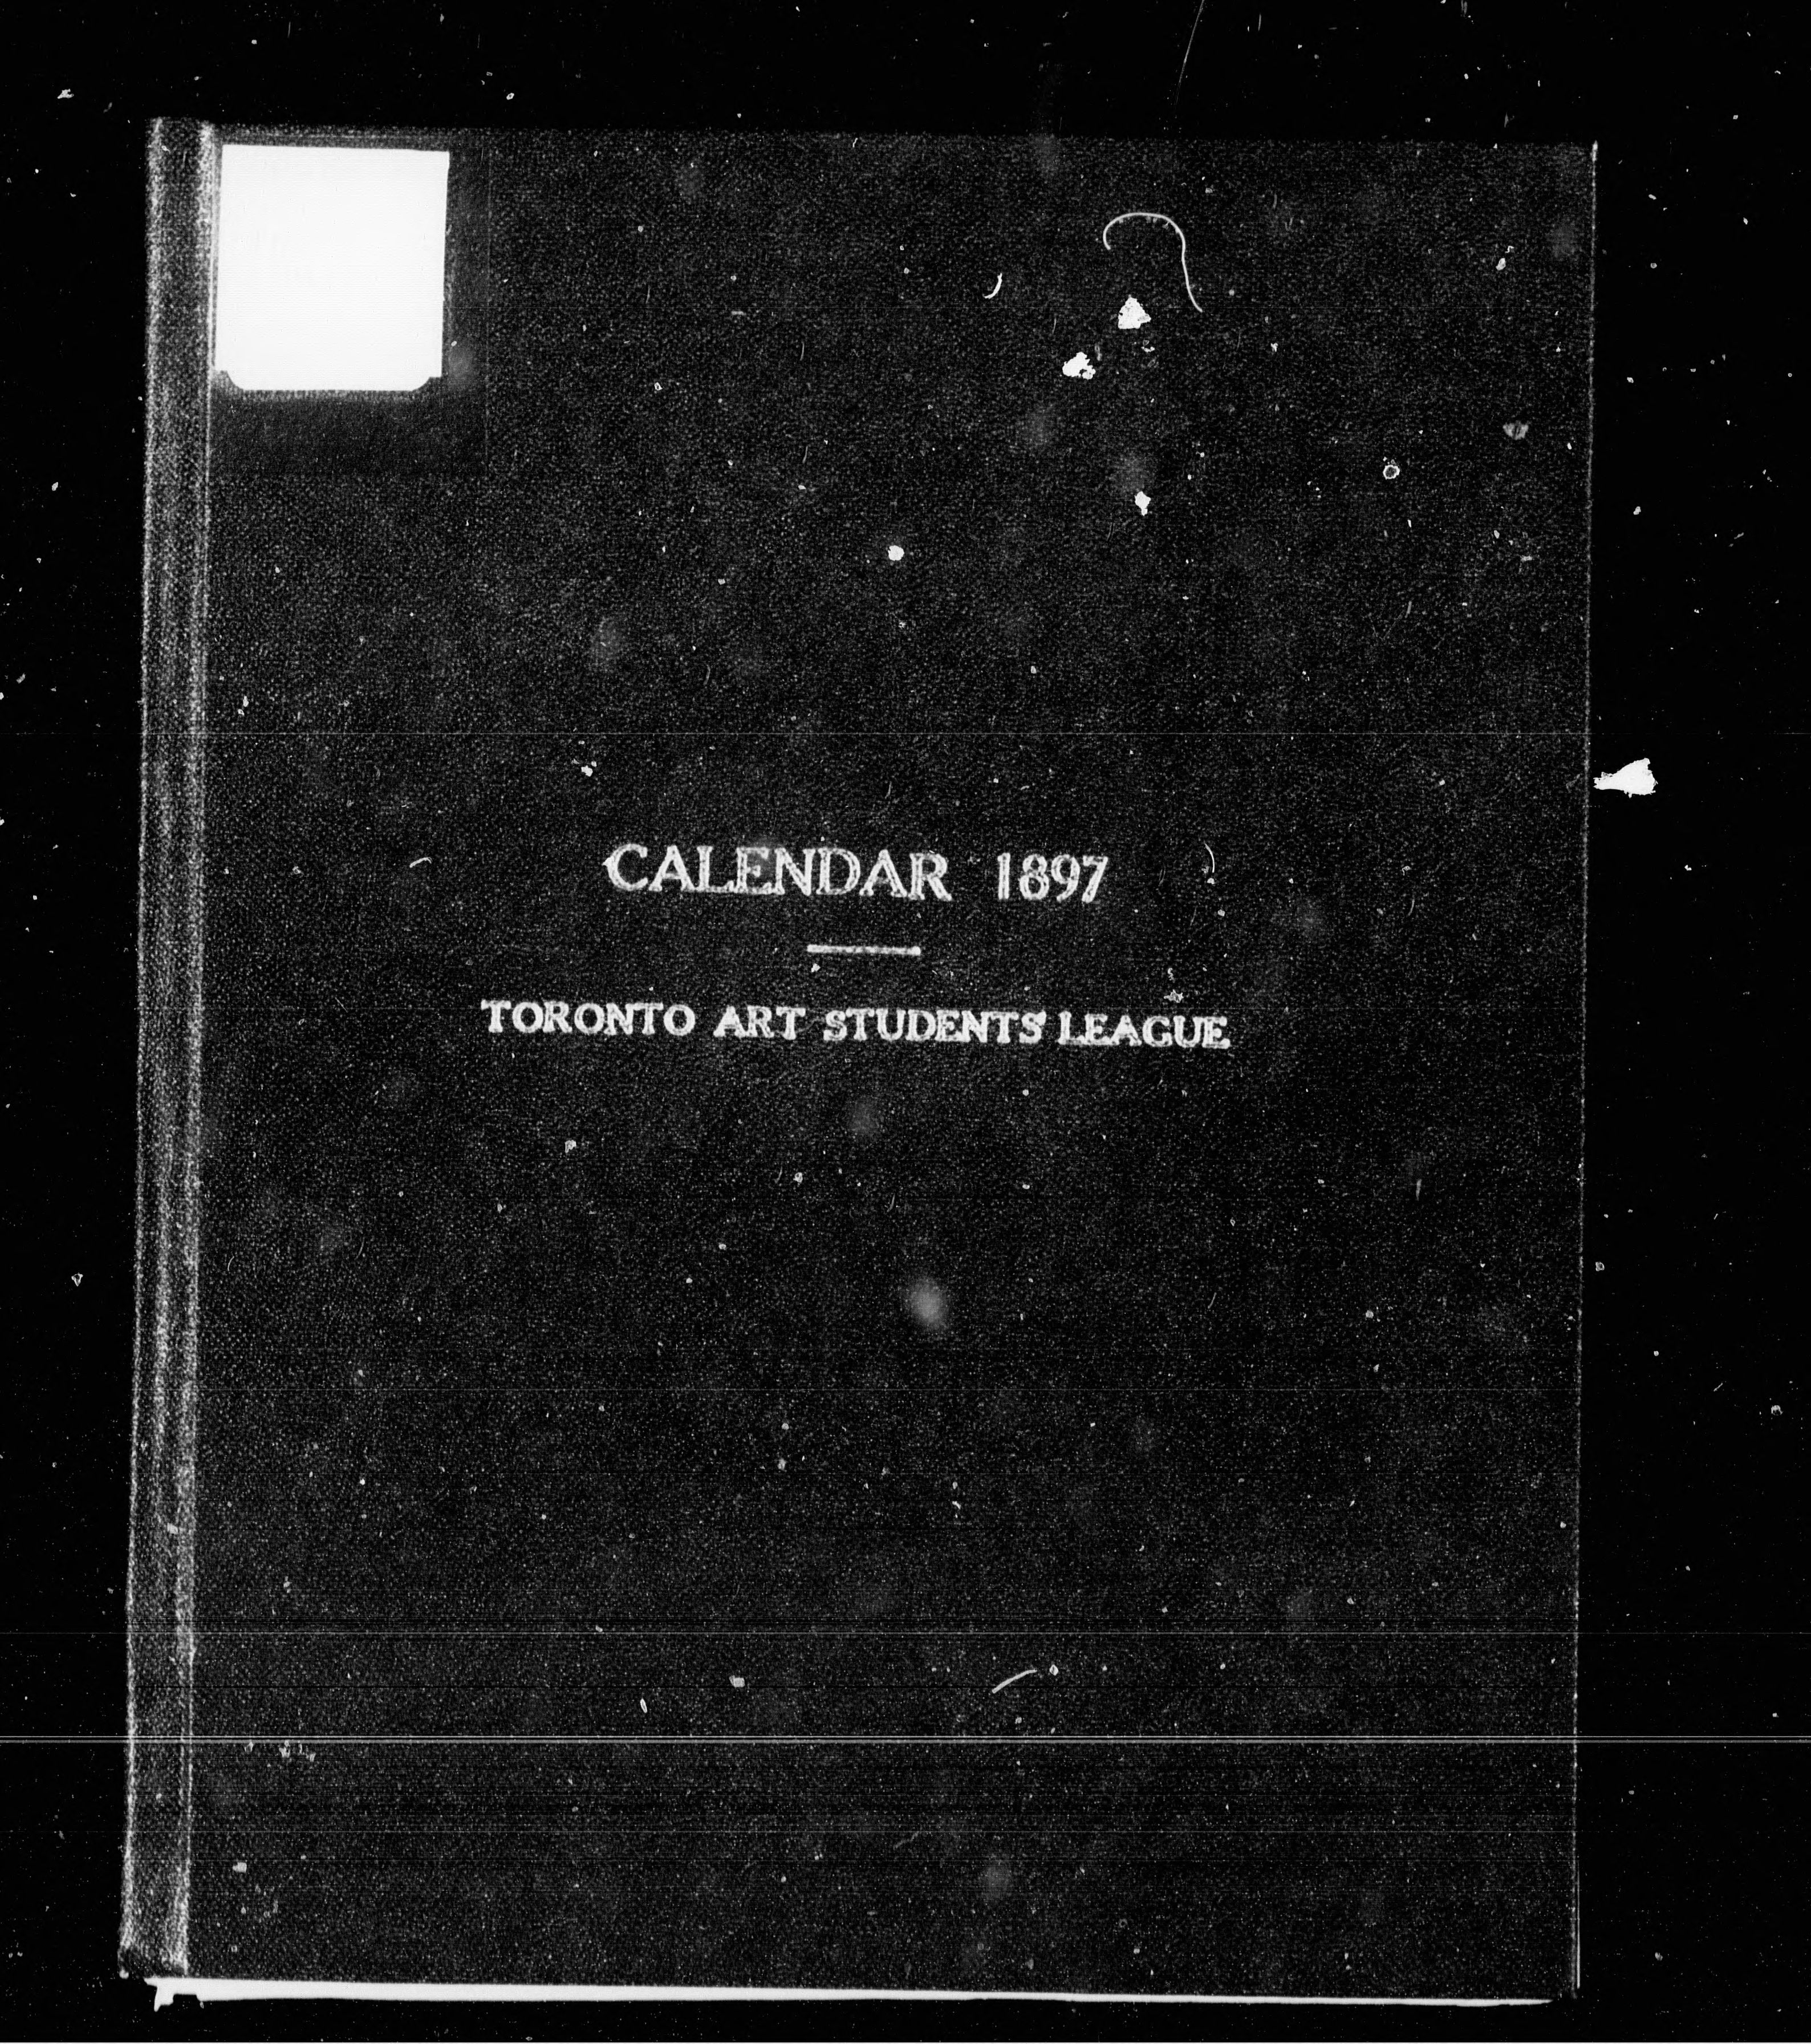 CALENDAR 1897
TORONTO ART STUDENTS' LEAGUE